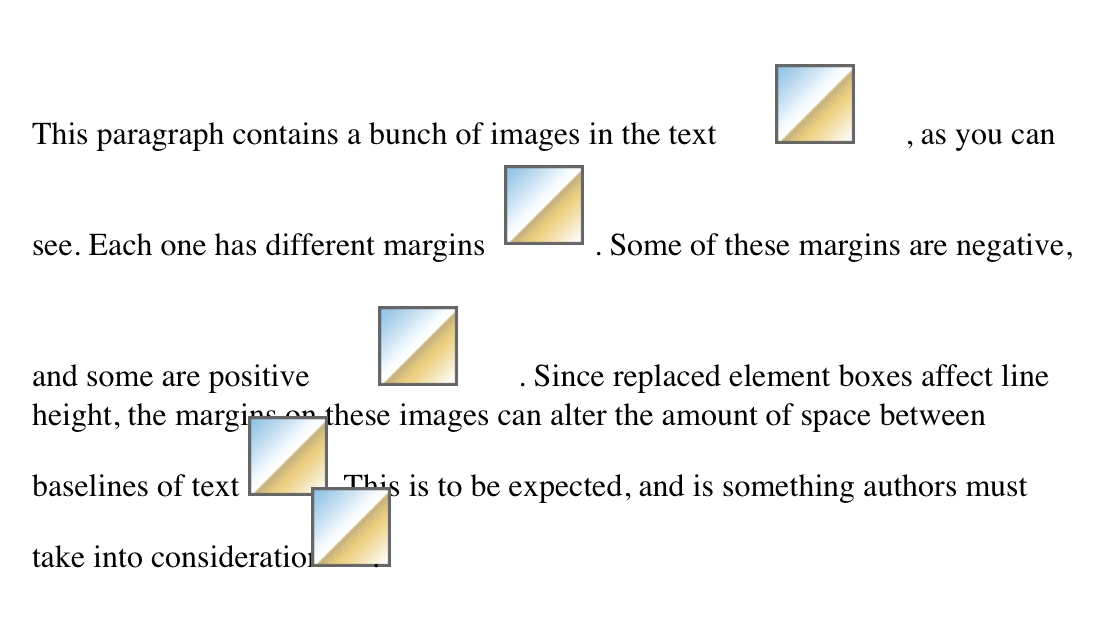 This paragraph contains a bunch of images in the text , as you can
see. Each one has different margins . Some of these margins are negative,
and some are positive . Since replaced element boxes affect line
height, the margins on these images can alter the amount of space between
baselines of text . This is to be expected, and is something authors must
take into consideration .